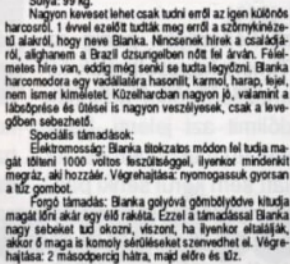 Súlya: 99 kg.
Nagyon keveset lehet csak tudni erről az igen különös
harcosról. 1 évvel ezelőtt tudták meg erről a szörnykinéze-
tű alakról, hogy neve Blanka. Nincsenek hírek a családjá-
ról, alighanem a Brazil dzsungelben nőtt fel árván. Féle-
lmetes híre van, eddig még senki se tudta legyőzni. Blanka
harcomodora egy vadállatéra hasonlít, karmol, harap, fejel,
nem ismer kíméletet. Közelharcban nagyon jó, valamint a
lábsöprése és ütései is nagyon veszélyesek, csak a leve-
gőben sebezhető.
Speciális támadások:
Elektromosság: Blanka titokzatos módon fel tudja ma-
gát tölteni 1000 voltos feszültséggel, ilyenkor mindenkit
megráz, aki hozzáér. Végrehajtása: nyomogassuk gyorsan
a tűz gombot.
Forgó támadás: Blanka golyóvá gömbölyödve kitudja
magát lőni akár egy élő rakéta. Ezzel a támadással Blanka
nagy sebeket tud okozni, viszont, ha ilyenkor eltalálják,
akkor ő maga is komoly sérüléseket szenvedhet el. Végre-
hajtása: 2 másodpercig hátra, majd előre és tűz.